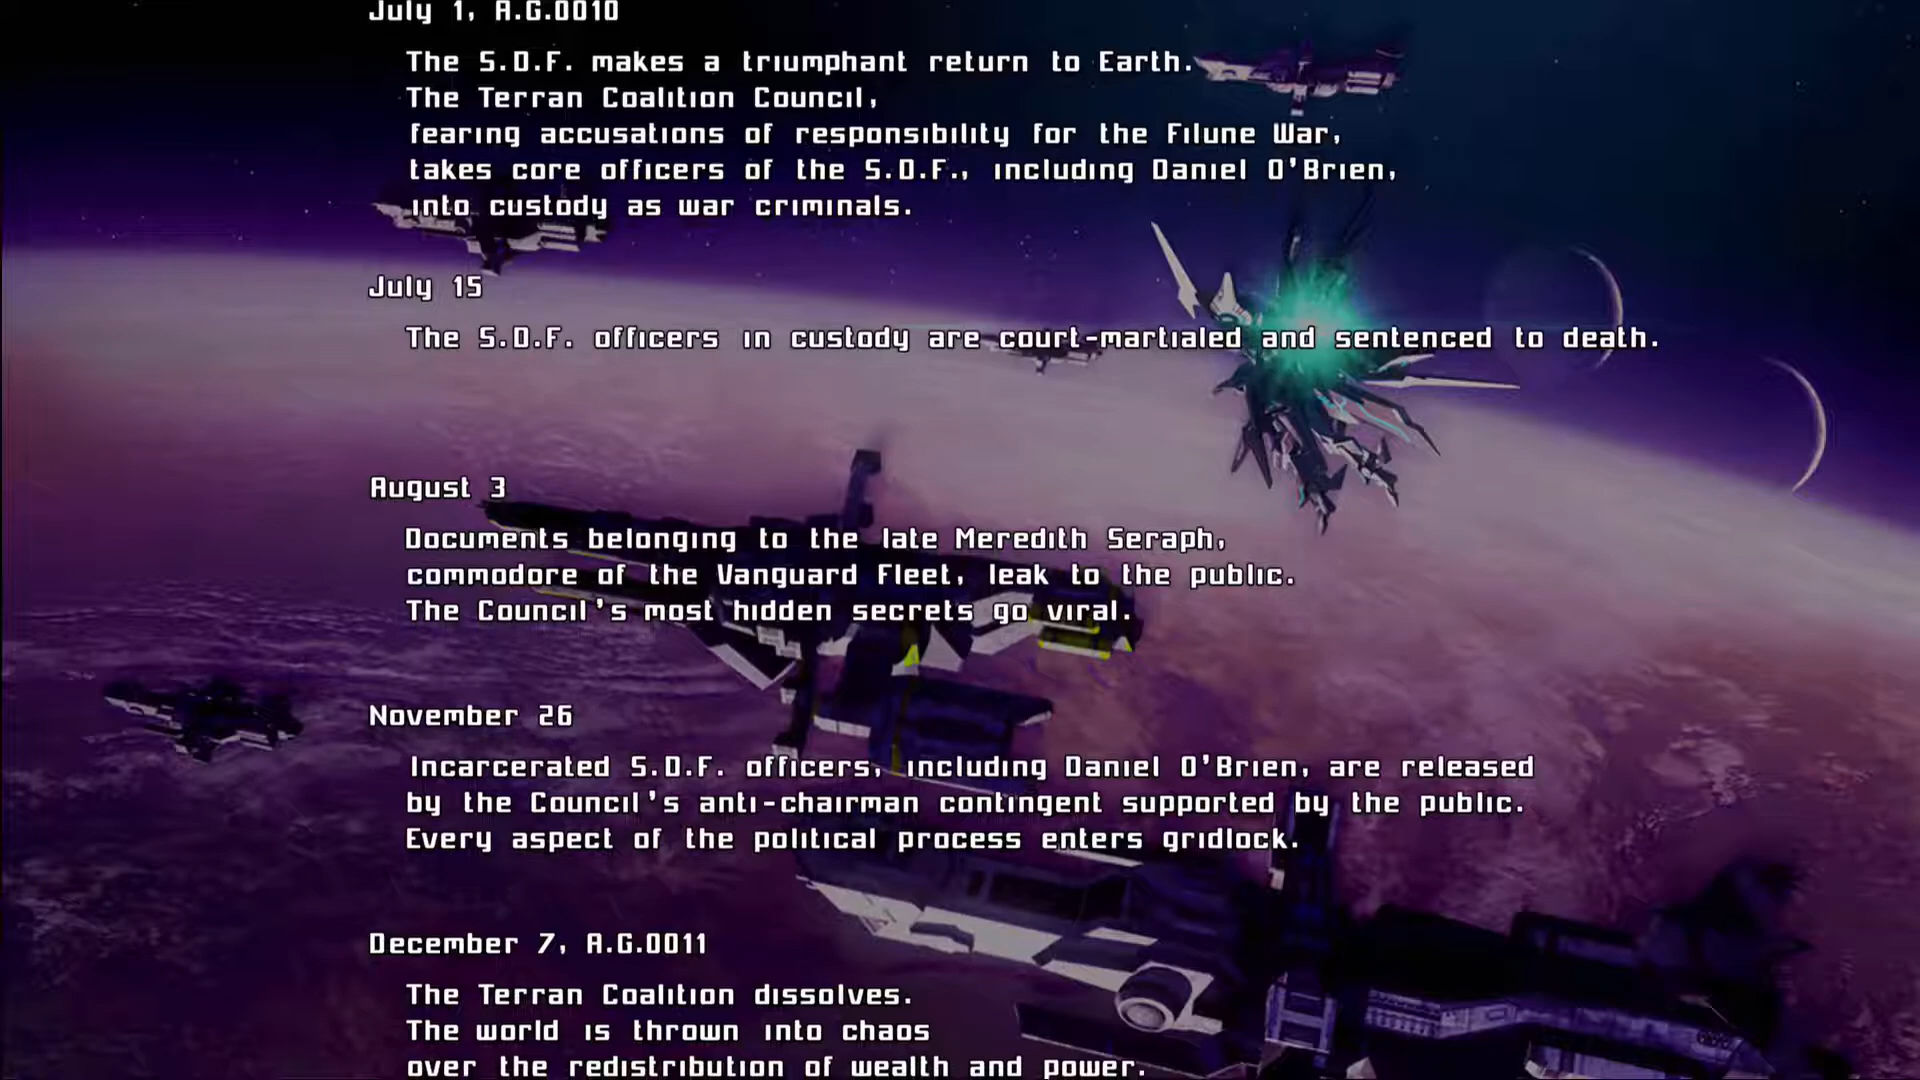 July 1, A.G.0010
The S.D.F. makes a triumphant return to Earth.
The Terran Coalition Council,
fearing accusations of responsibility for the Filune War,
takes core officers of the S.D.F., including Daniel O'Brien,
into custody as war criminals.
July 15
The S.D.F. officers in custody are court-martialed and sentenced to death.
August 3
Documents belonging to the late Meredith Seraph,
commodore of the Vanguard Fleet, leak to the public.
The Council's most hidden secrets go viral.
November 26
Incarcerated S.D.F. officers, including Daniel O'Brien, are released
by the Council's anti-chairman contingent supported by the public.
Every aspect of the political process enters gridlock.
December 7, A.G.0011
The Terran Coalition dissolves.
The world is thrown into chaos
over the redistribution of wealth and power.